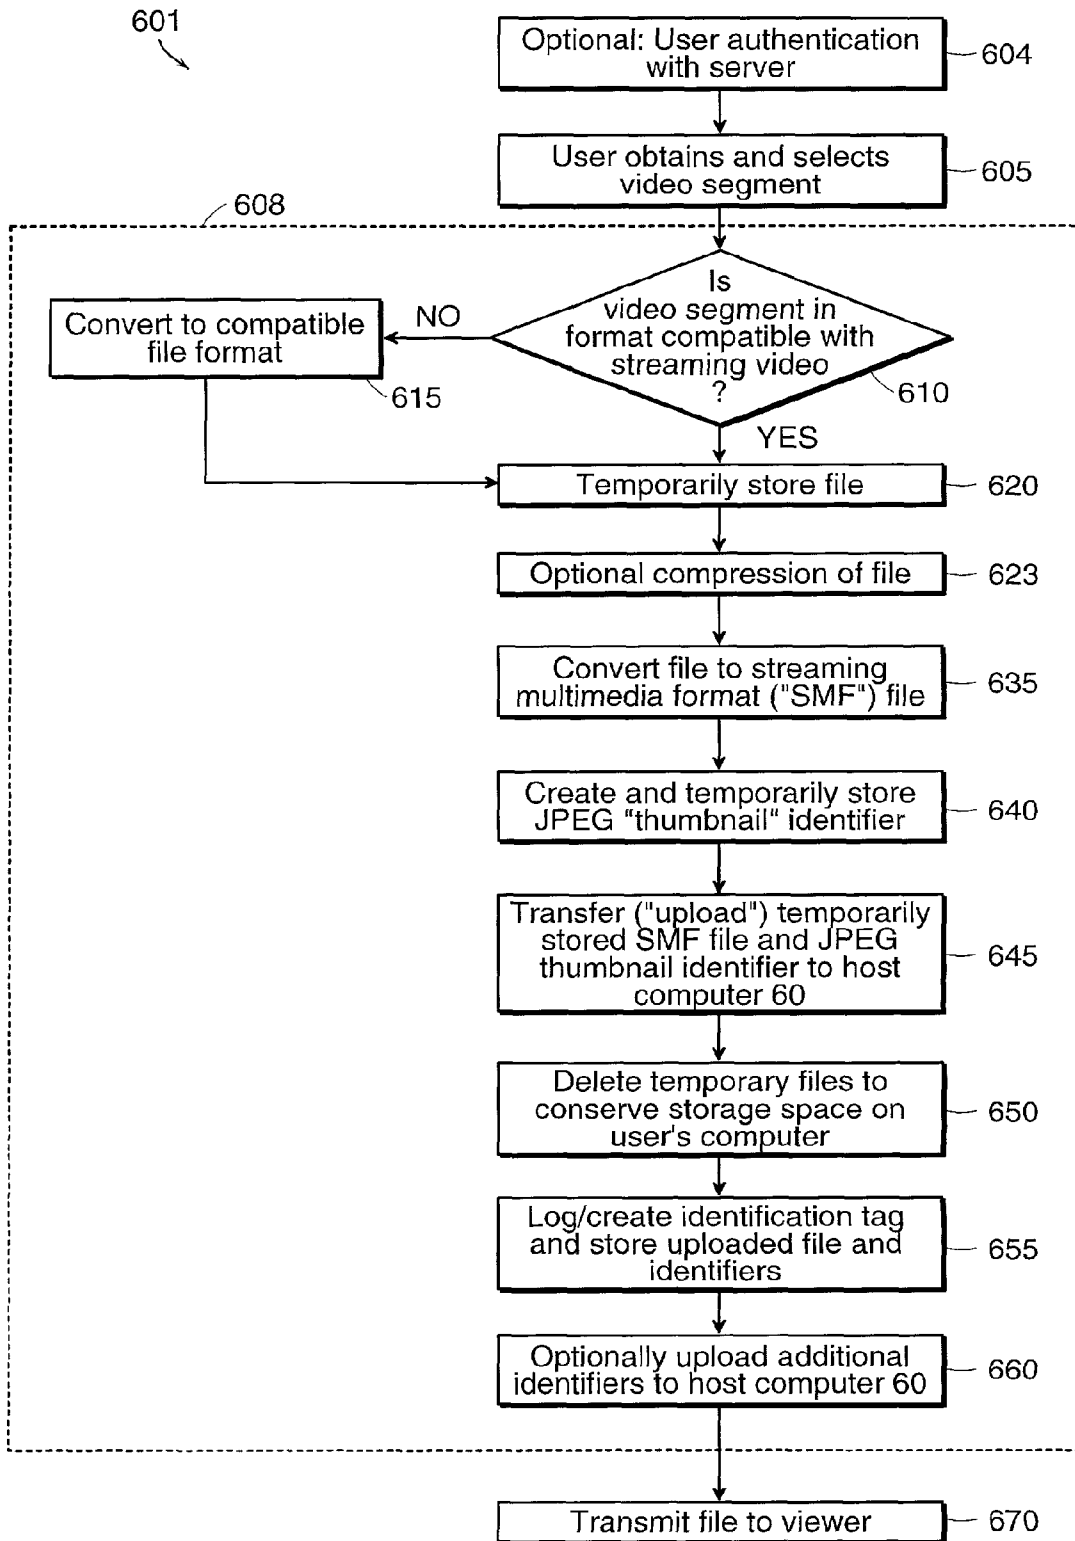 601
Optional: User authentication
with server
604
User obtains and selects
video segment
605
608
Is
video segment in
format compatible with
streaming video
?
610
NO
Convert to compatible
file format
615
YES
Temporarily store file
620
Optional compression of file
623
Convert file to streaming
multimedia format ("SMF") file
635
Create and temporarily store
JPEG "thumbnail" identifier
640
Transfer ("upload") temporarily
stored SMF file and JPEG
thumbnail identifier to host
computer 60
645
Delete temporary files to
conserve storage space on
user's computer
650
Log/create identification tag
and store uploaded file and
identifiers
655
Optionally upload additional
identifiers to host computer 60
660
Transmit file to viewer
670